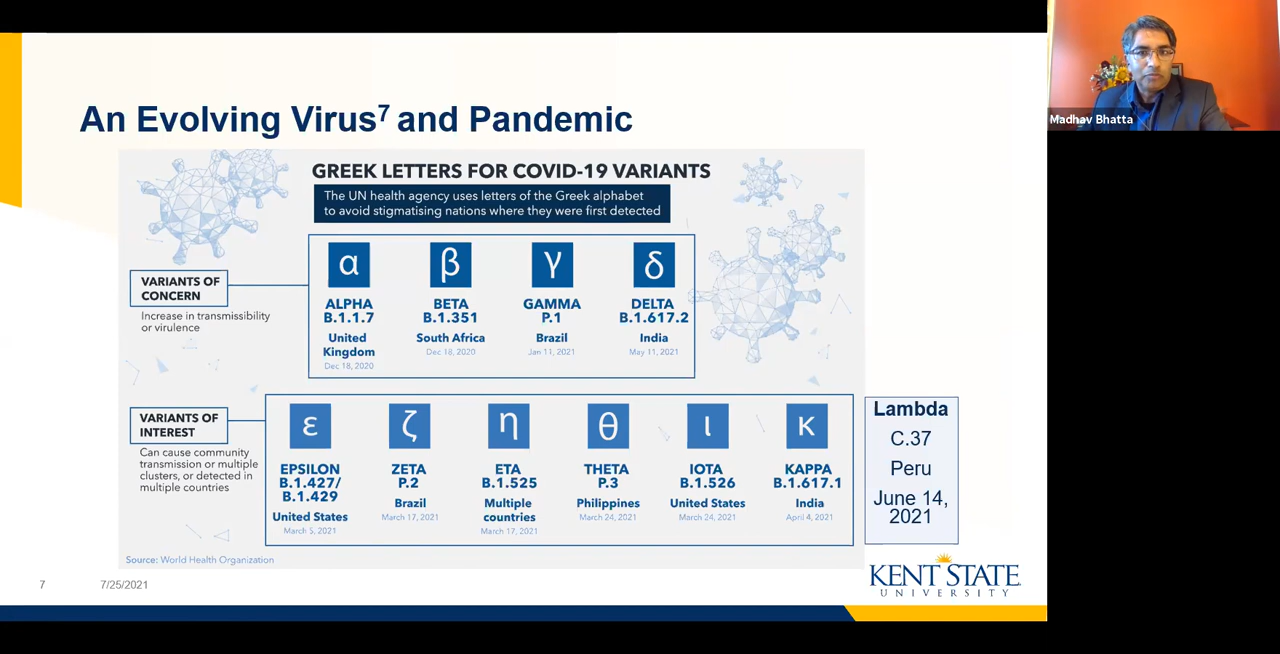 An Evolving Virus7 and Pandemic
GREEK LETTERS FOR COVID-19 VARIANTS
The UN health agency uses letters of the Greek alphabet
to avoid stigmatising nations where they were first detected
VARIANTS OF
CONCERN
Increase in transmissibility
or virulence
α
ALPHA
B.1.1.7
United
Kingdom
Dec 18, 2020
β
BETA
B.1.351
South Africa
Dec 18, 2020
γ
GAMMA
P.1
Brazil
Jan 11, 2021
δ
DELTA
B.1.617.2
India
May 11, 2021
VARIANTS OF
INTEREST
Can cause community
transmission or multiple
clusters, or detected in
multiple countries
ε
EPSILON
B.1.427/
B.1.429
United States
March 5, 2021
ζ
ZETA
P.2
Brazil
March 17, 2021
η
ETA
B.1.525
Multiple
countries
March 17, 2021
θ
THETA
P.3
Philippines
March 24, 2021
ι
IOTA
B.1.526
United States
March 24, 2021
κ
KAPPA
B.1.617.1
India
April 4, 2021
Lambda
C.37
Peru
June 14,
2021
Source: World Health Organization
7
7/25/2021
KENT STATE
UNIVERSITY
Madhav Bhatta